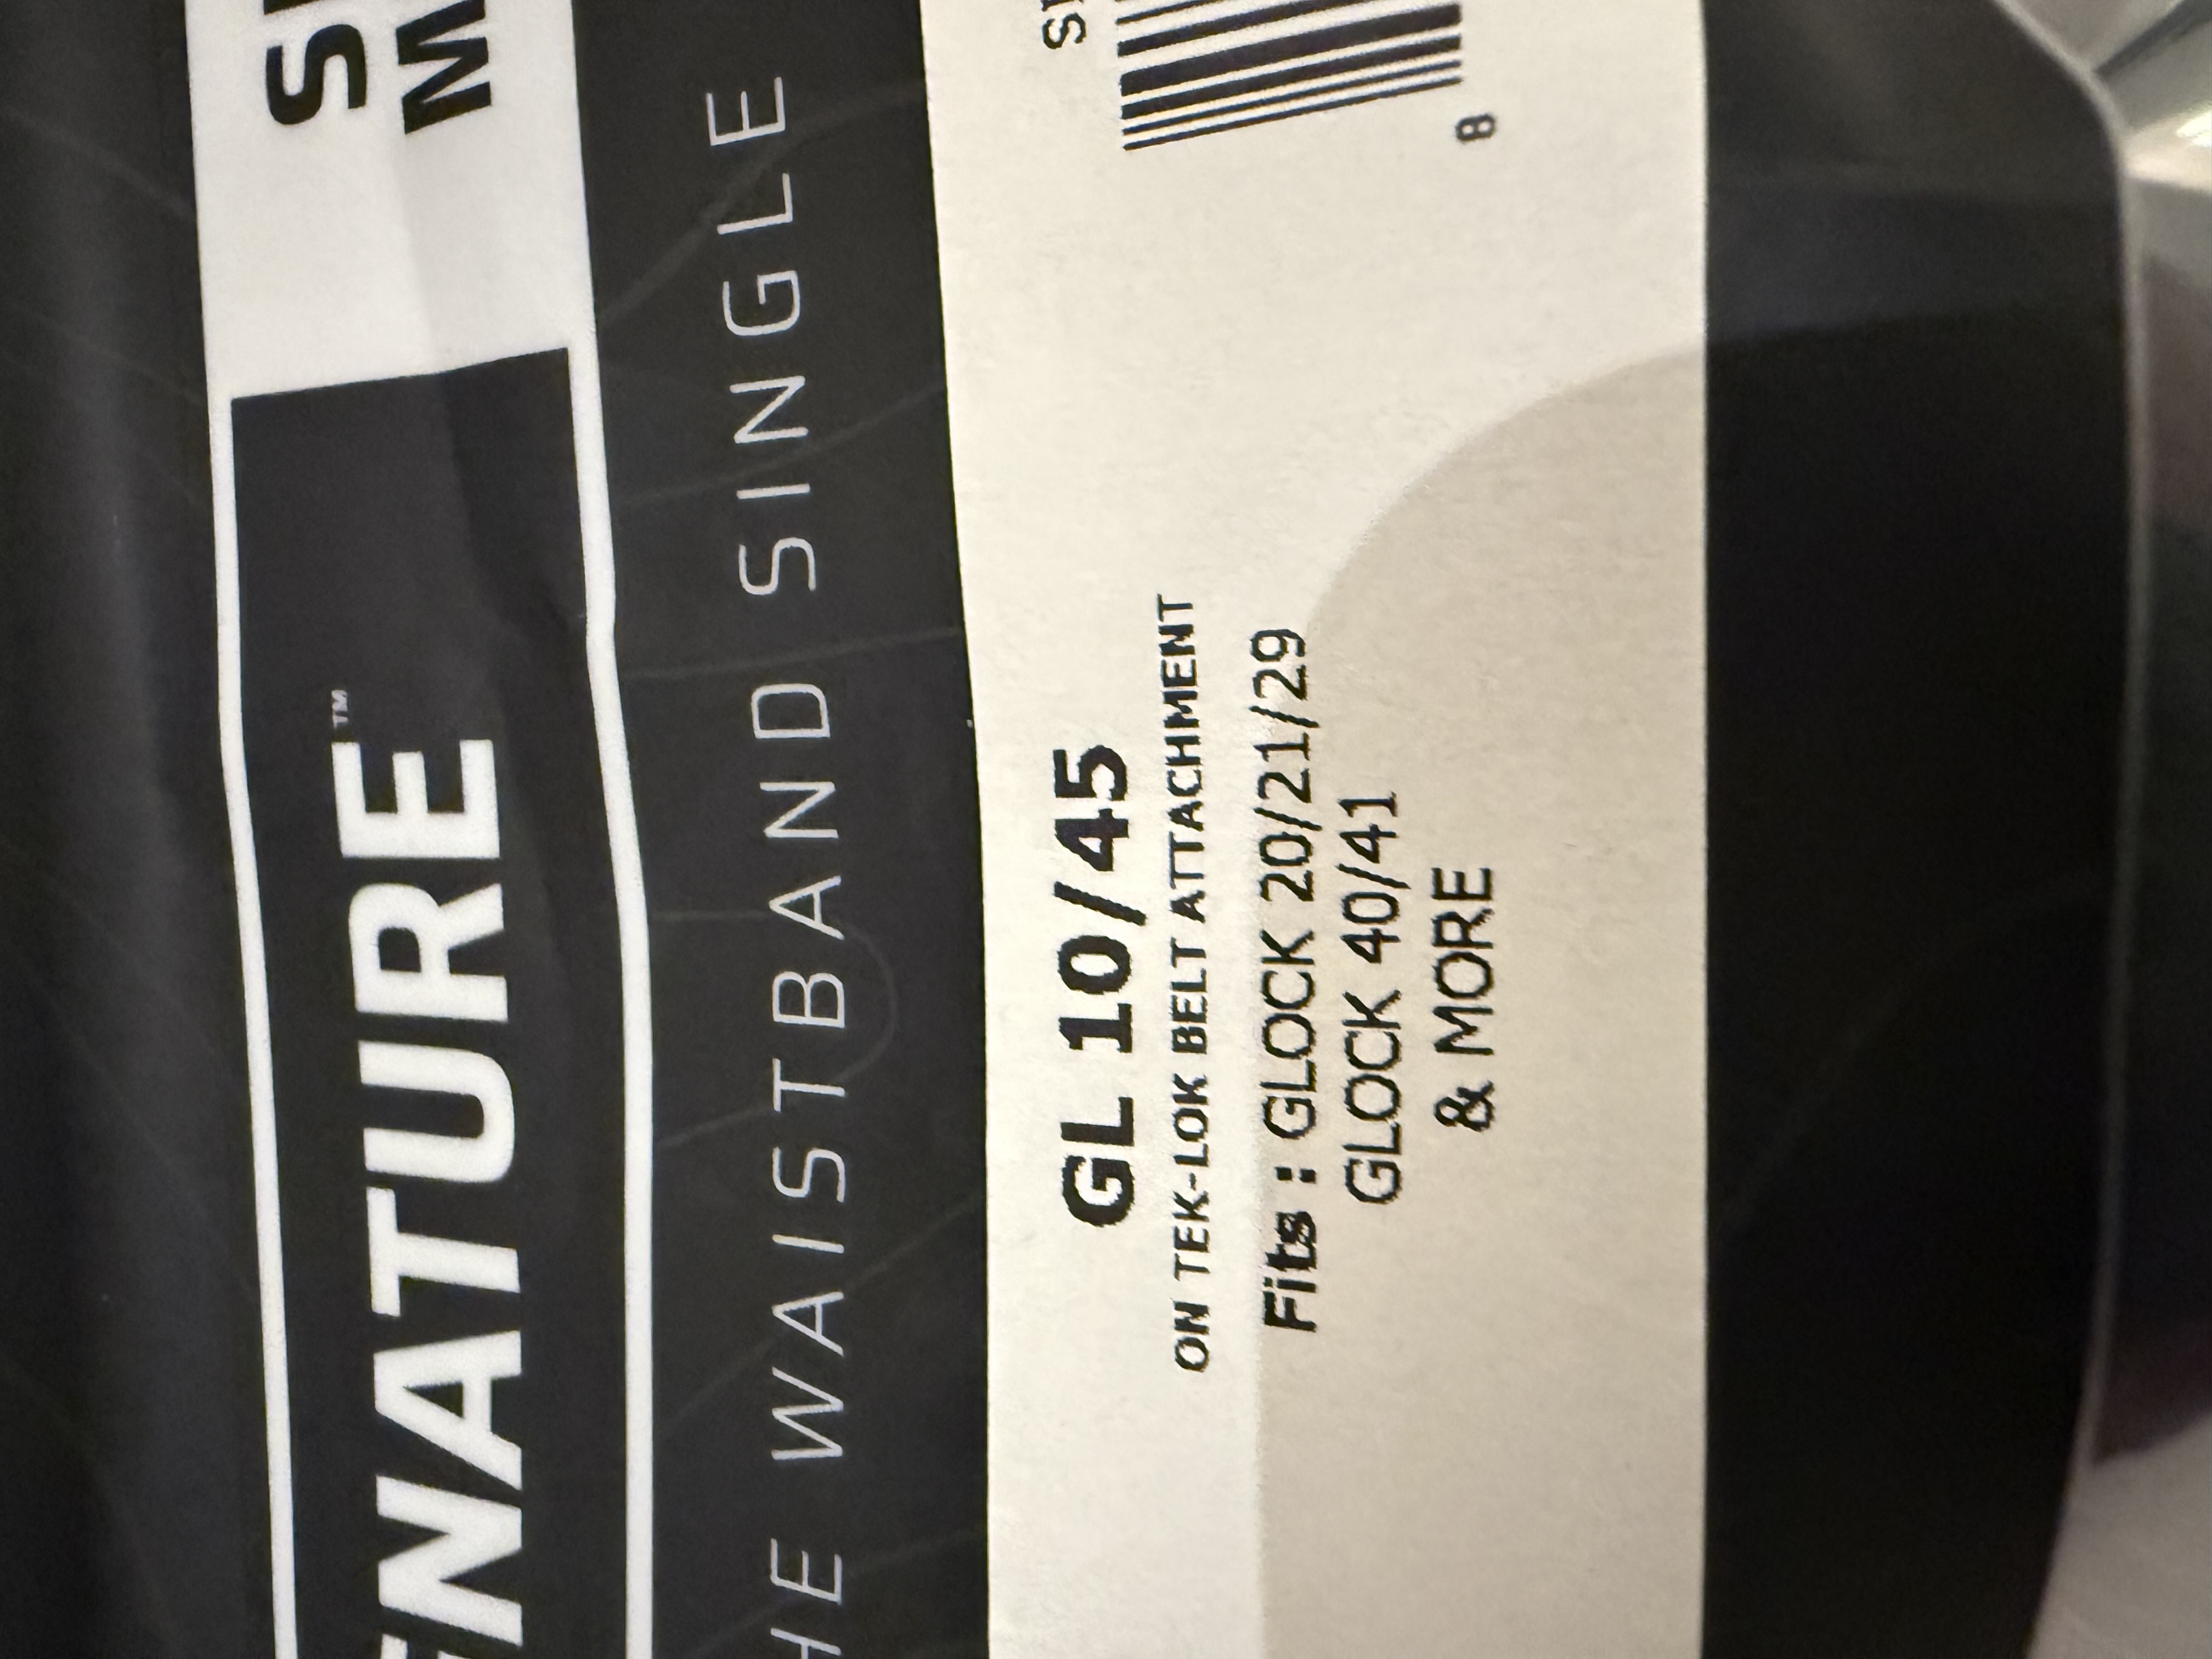 NATURE™
HE WAISTBAND SINGLE
GL 10/45
ON TEK-LOK BELT ATTACHMENT
Fits : GLOCK 20/21/29
GLOCK 40/41
& MORE
8